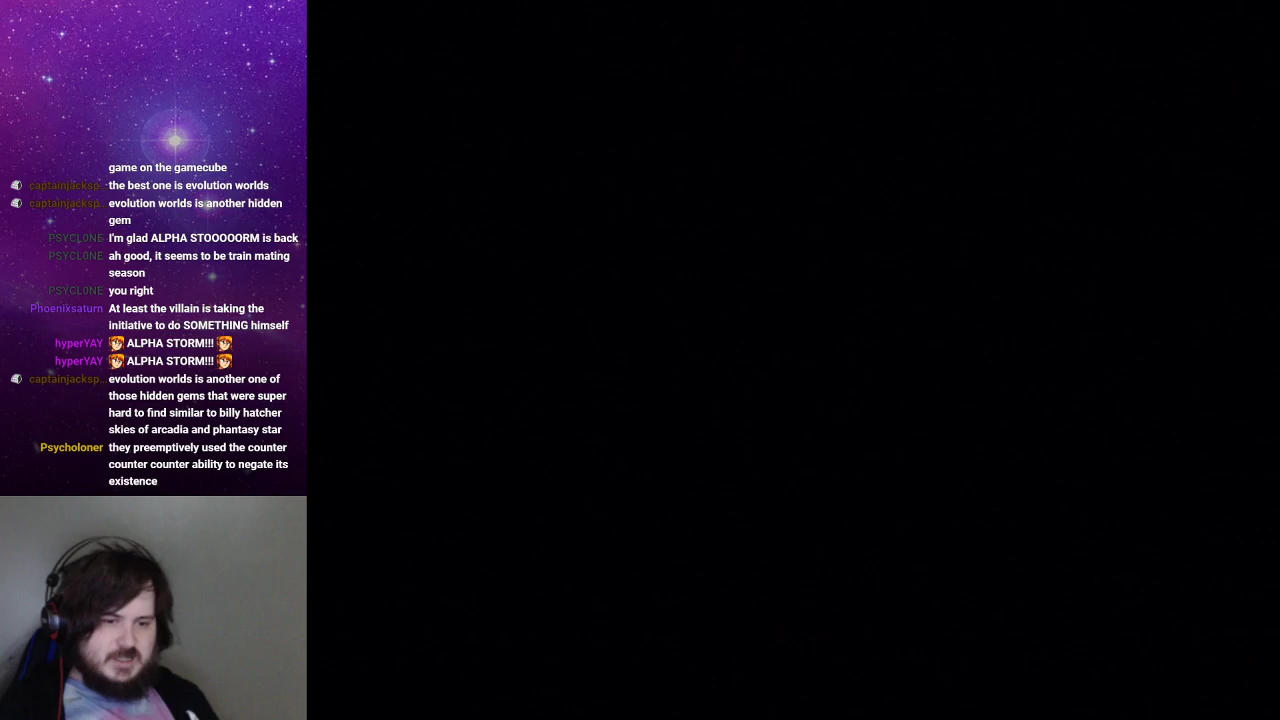 game on the gamecube
captainjacksp... the best one is evolution worlds
captainjacksp... evolution worlds is another hidden
gem
PSYCL0NE I'm glad ALPHA STOOOOORM is back
PSYCL0NE ah good, it seems to be train mating
season
PSYCL0NE you right
Phoenixsaturn At least the villain is taking the
initiative to do SOMETHING himself
hyperYAY ALPHA STORM!!!
hyperYAY ALPHA STORM!!!
captainjacksp... evolution worlds is another one of
those hidden gems that were super
hard to find similar to billy hatcher
skies of arcadia and phantasy star
Psycholoner they preemptively used the counter
counter counter ability to negate its
existence